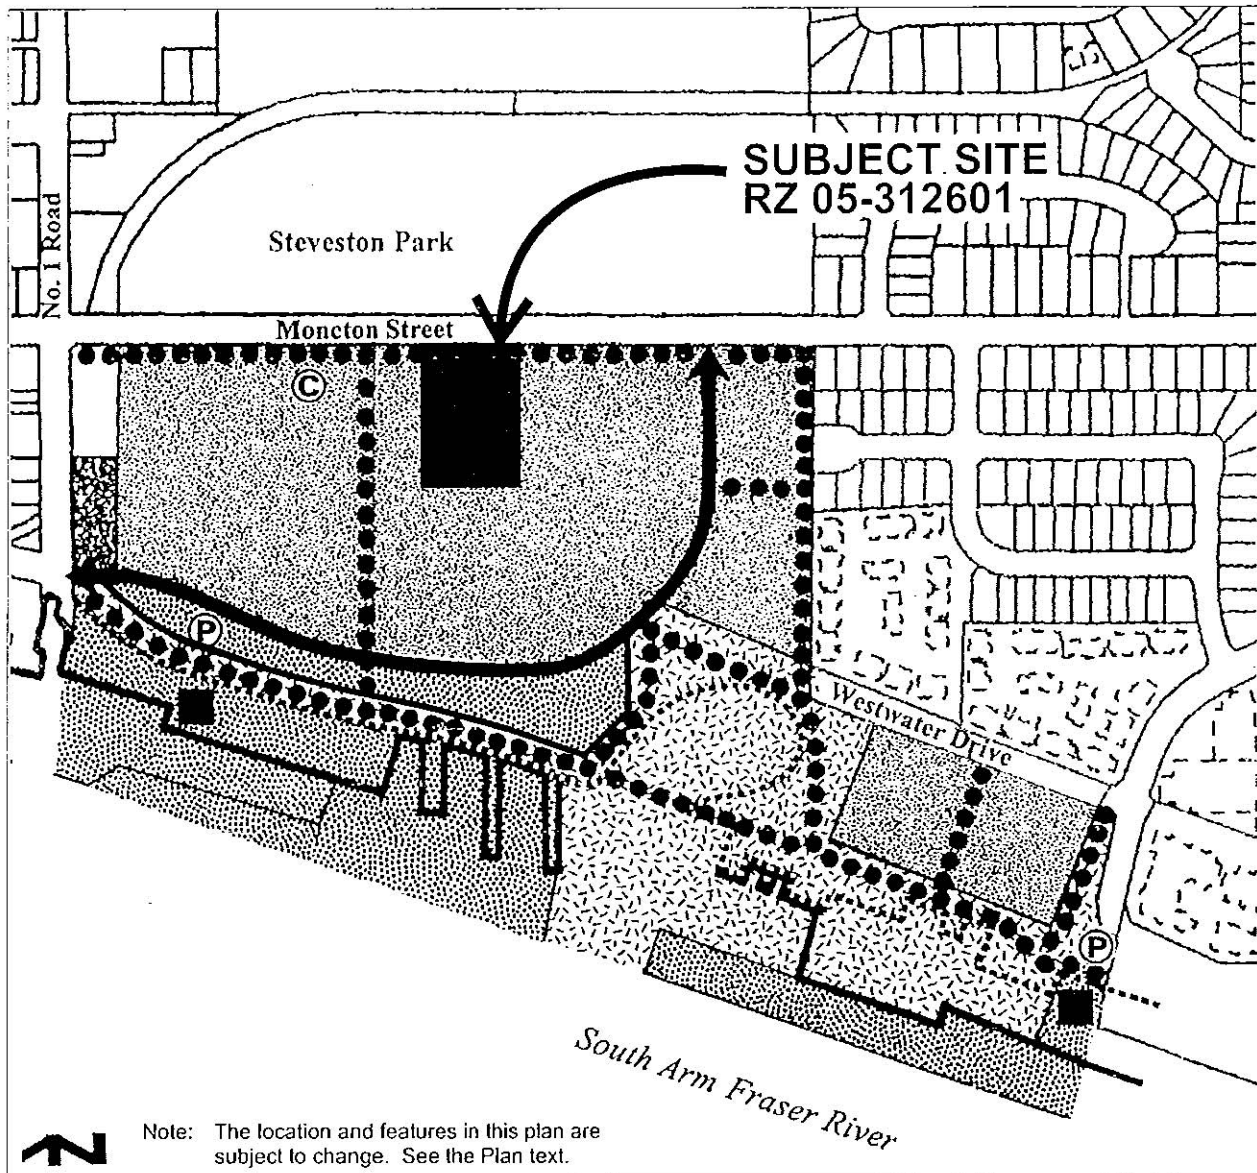 SUBJECT SITE
RZ 05-312601
No. 1 Road
Steveston Park
Moncton Street
C
P
Westwater Drive
P
South Arm Fraser River
N
Note: The location and features in this plan are
subject to change. See the Plan text.